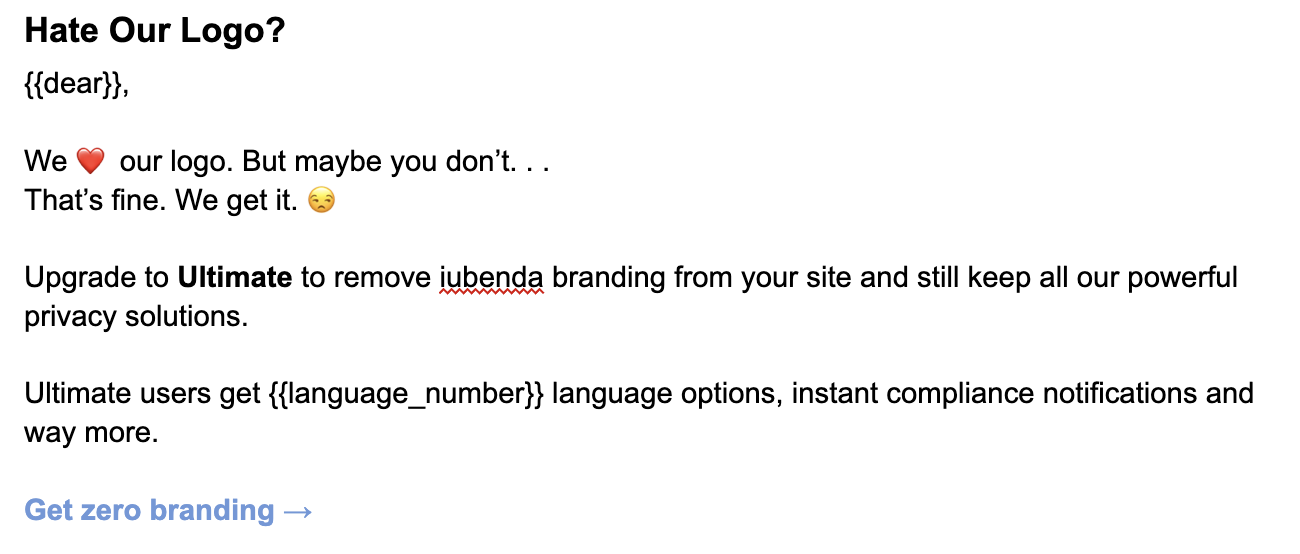 Hate Our Logo?
{{dear}},
We ❤️ our logo. But maybe you don’t. . .
That’s fine. We get it. 😒
Upgrade to Ultimate to remove iubenda branding from your site and still keep all our powerful
privacy solutions.
Ultimate users get {{language_number}} language options, instant compliance notifications and
way more.
Get zero branding →